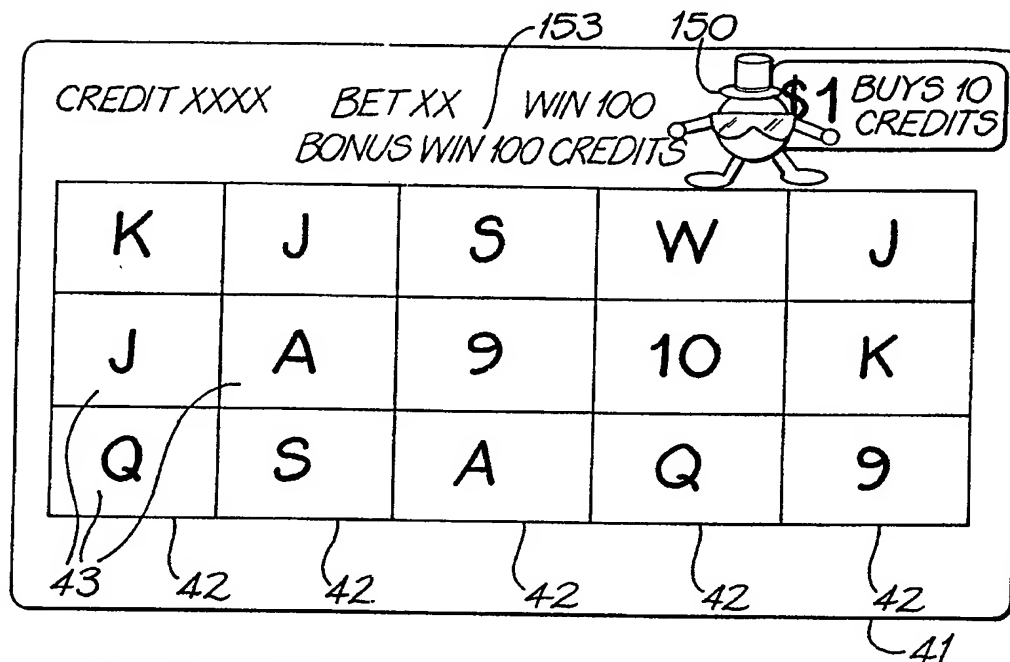 153 150
CREDIT XXXX BET XX WIN 100 $1 BUYS 10
CREDITS
BONUS WIN 100 CREDITS
K J S W J
J A 9 10 K
Q S A Q 9
43 42 42 42 42 42
41